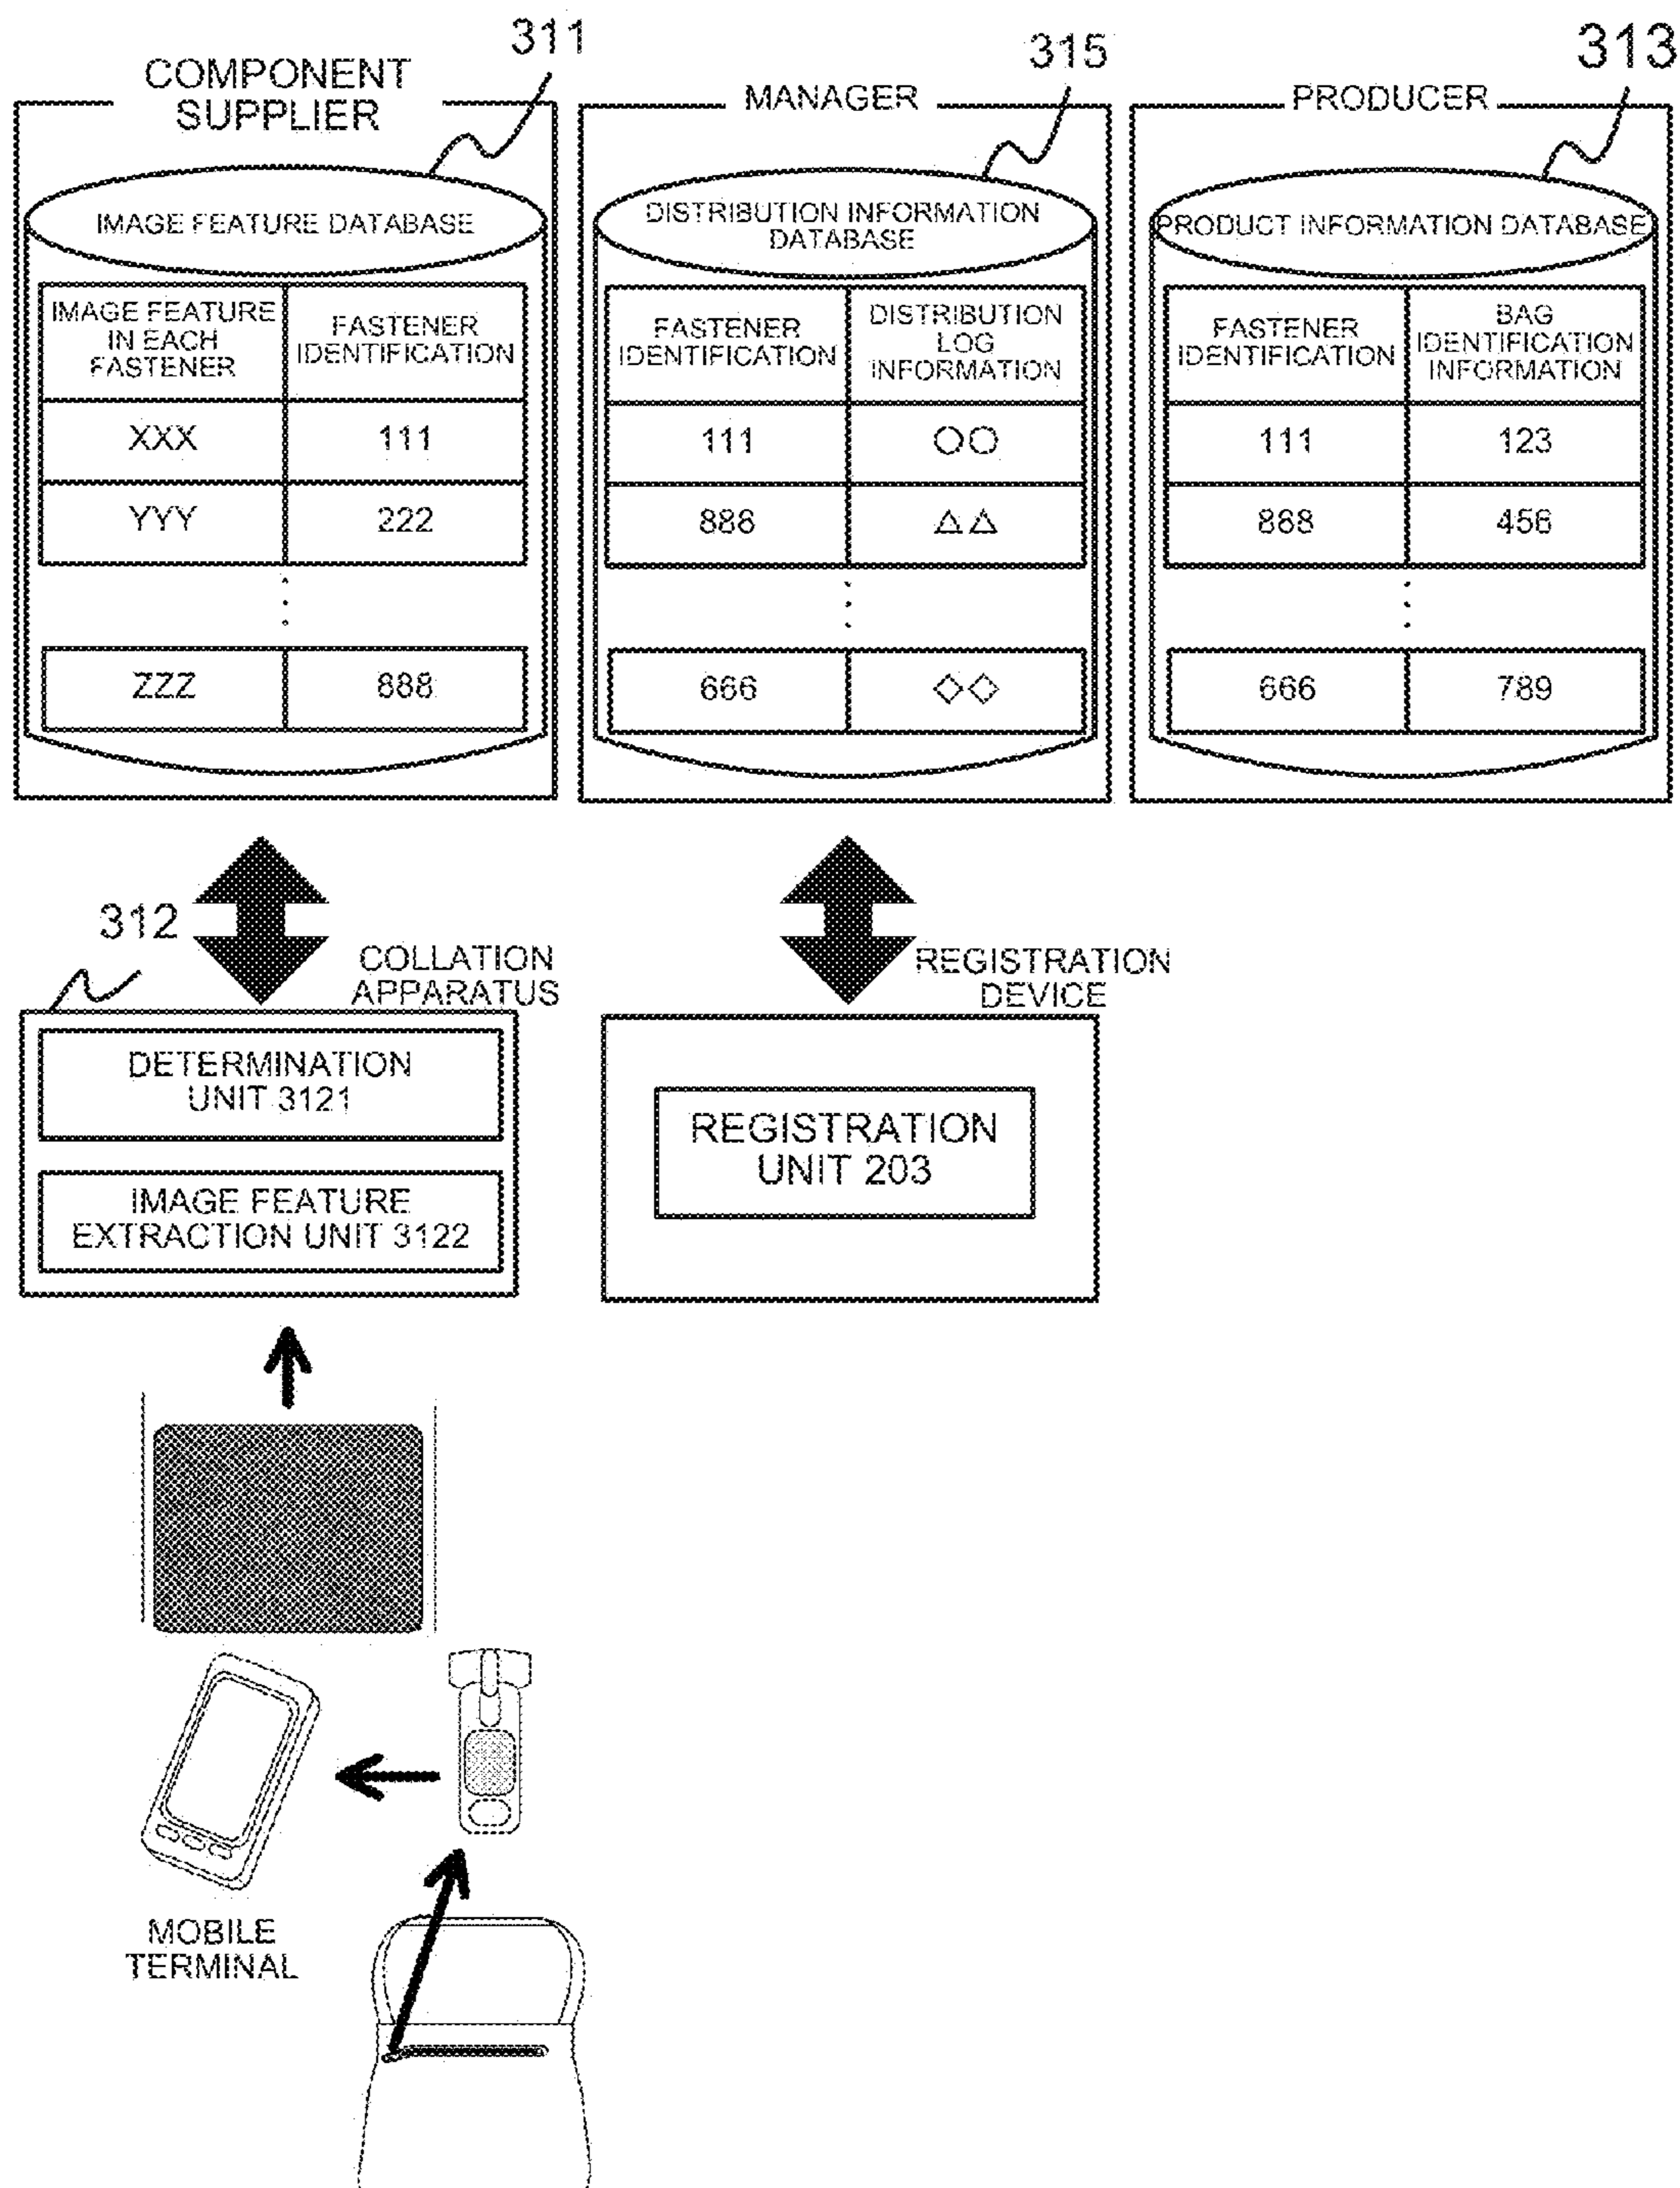 311
315
313
COMPONENT
SUPPLIER
MANAGER
PRODUCER
IMAGE FEATURE DATABASE
IMAGE FEATURE
IN EACH
FASTENER
FASTENER
IDENTIFICATION
XXX
111
YYY
222
ZZZ
888
DISTRIBUTION INFORMATION
DATABASE
FASTENER
IDENTIFICATION
DISTRIBUTION
LOG
INFORMATION
111
○○
888
△△
666
◇◇
PRODUCT INFORMATION DATABASE
FASTENER
IDENTIFICATION
BAG
IDENTIFICATION
INFORMATION
111
123
888
456
666
789
312
COLLATION
APPARATUS
DETERMINATION
UNIT 3121
IMAGE FEATURE
EXTRACTION UNIT 3122
REGISTRATION
DEVICE
REGISTRATION
UNIT 203
MOBILE
TERMINAL